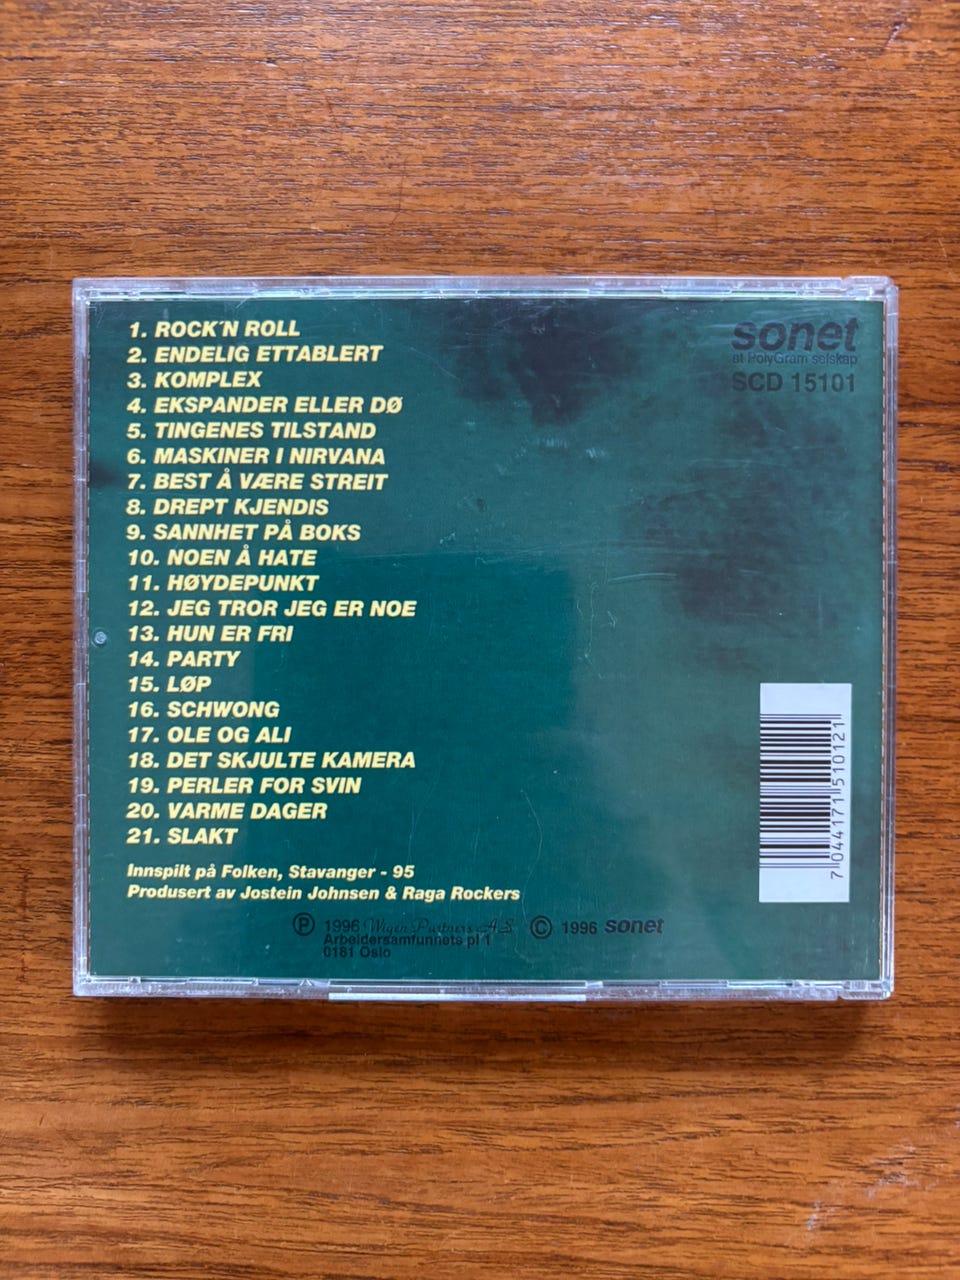 1. ROCK´N ROLL
2. ENDELIG ETTABLERT
3. KOMPLEX
4. EKSPANDER ELLER DØ
5. TINGENES TILSTAND
6. MASKINER I NIRVANA
7. BEST Å VÆRE STREIT
8. DREPT KJENDIS
9. SANNHET PÅ BOKS
10. NOEN Å HATE
11. HØYDEPUNKT
12. JEG TROR JEG ER NOE
13. HUN ER FRI
14. PARTY
15. LØP
16. SCHWONG
17. OLE OG ALI
18. DET SKJULTE KAMERA
19. PERLER FOR SVIN
20. VARME DAGER
21. SLAKT
Innspilt på Folken, Stavanger - 95
Produsert av Jostein Johnsen & Raga Rockers
℗ 1996 Wigen Partners A.S © 1996 sonet
Arbeidersamfunnets pl 1
0181 Oslo
sonet
et PolyGram selskap
SCD 15101
7 044171 510121